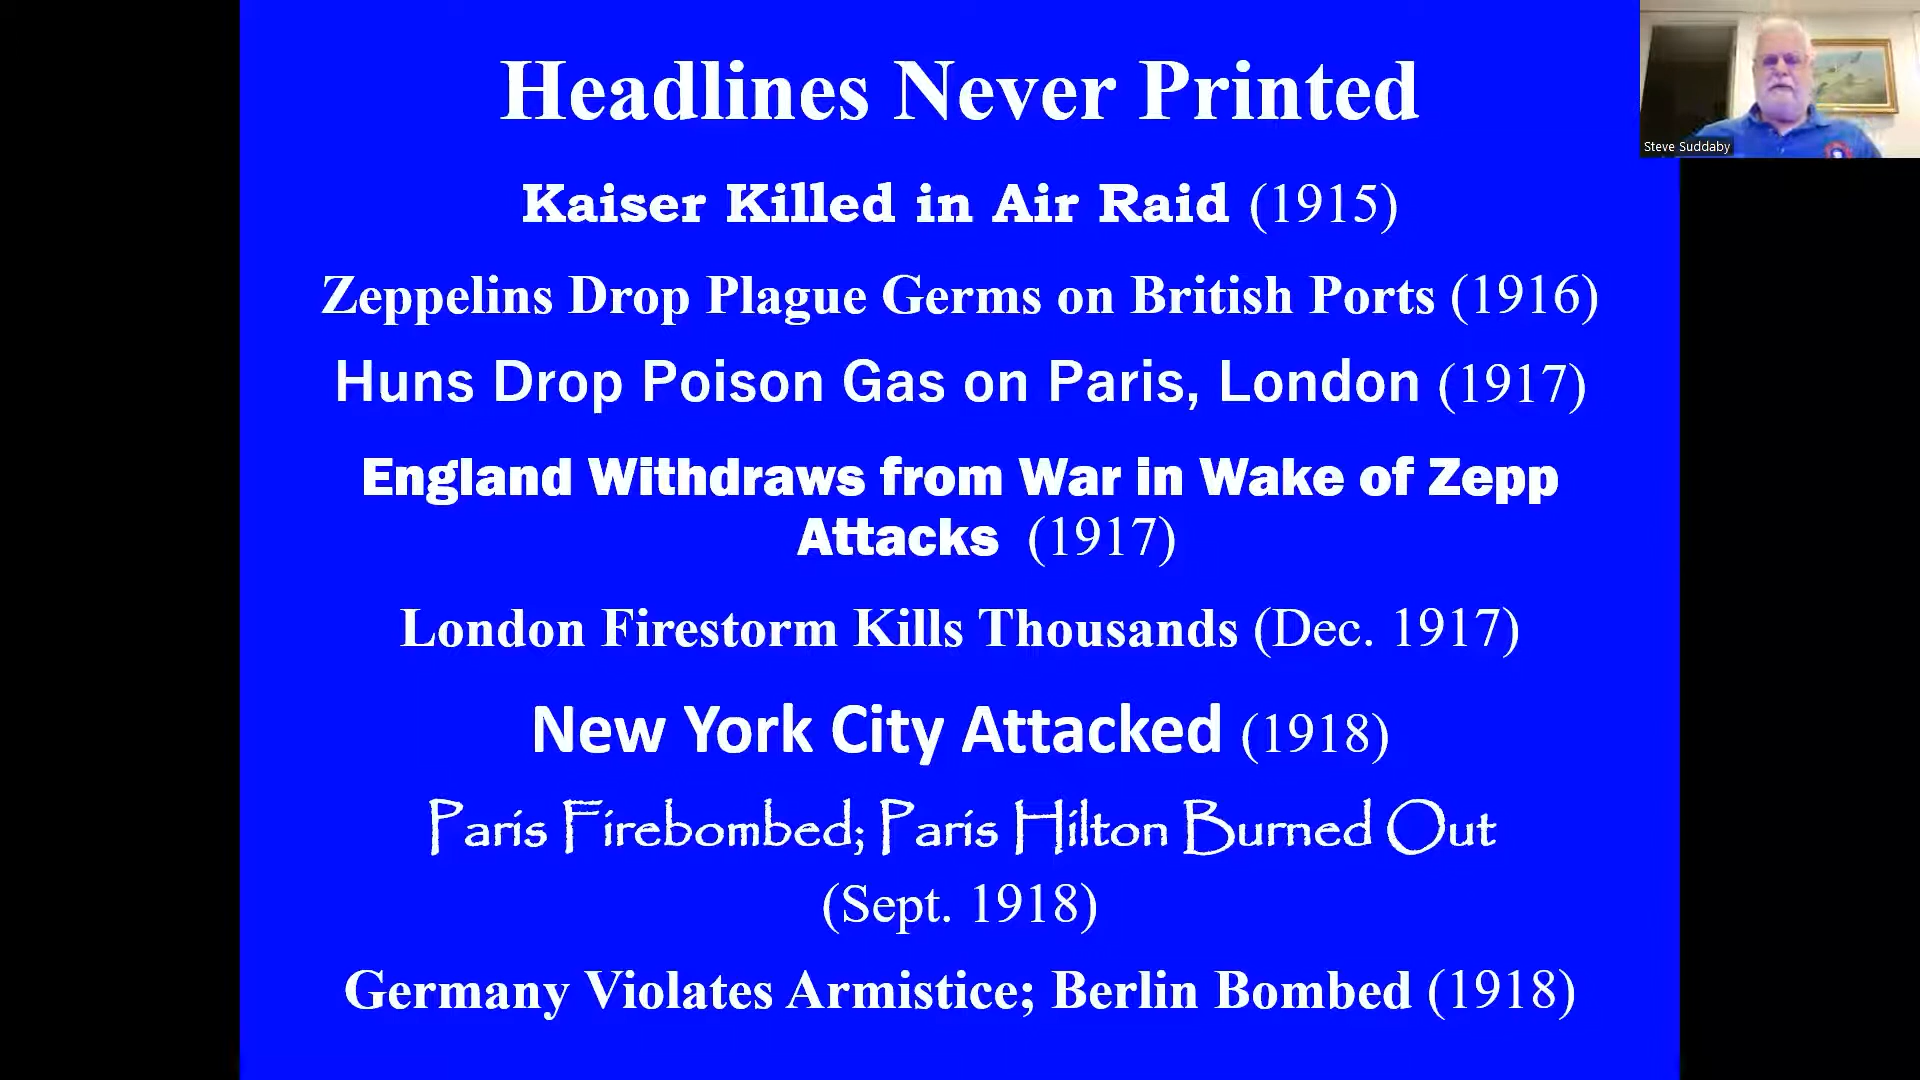 Headlines Never Printed
Steve Suddaby
Kaiser Killed in Air Raid (1915)
Zeppelins Drop Plague Germs on British Ports (1916)
Huns Drop Poison Gas on Paris, London (1917)
England Withdraws from War in Wake of Zepp
Attacks (1917)
London Firestorm Kills Thousands (Dec. 1917)
New York City Attacked (1918)
Paris Firebombed; Paris Hilton Burned Out
(Sept. 1918)
Germany Violates Armistice; Berlin Bombed (1918)